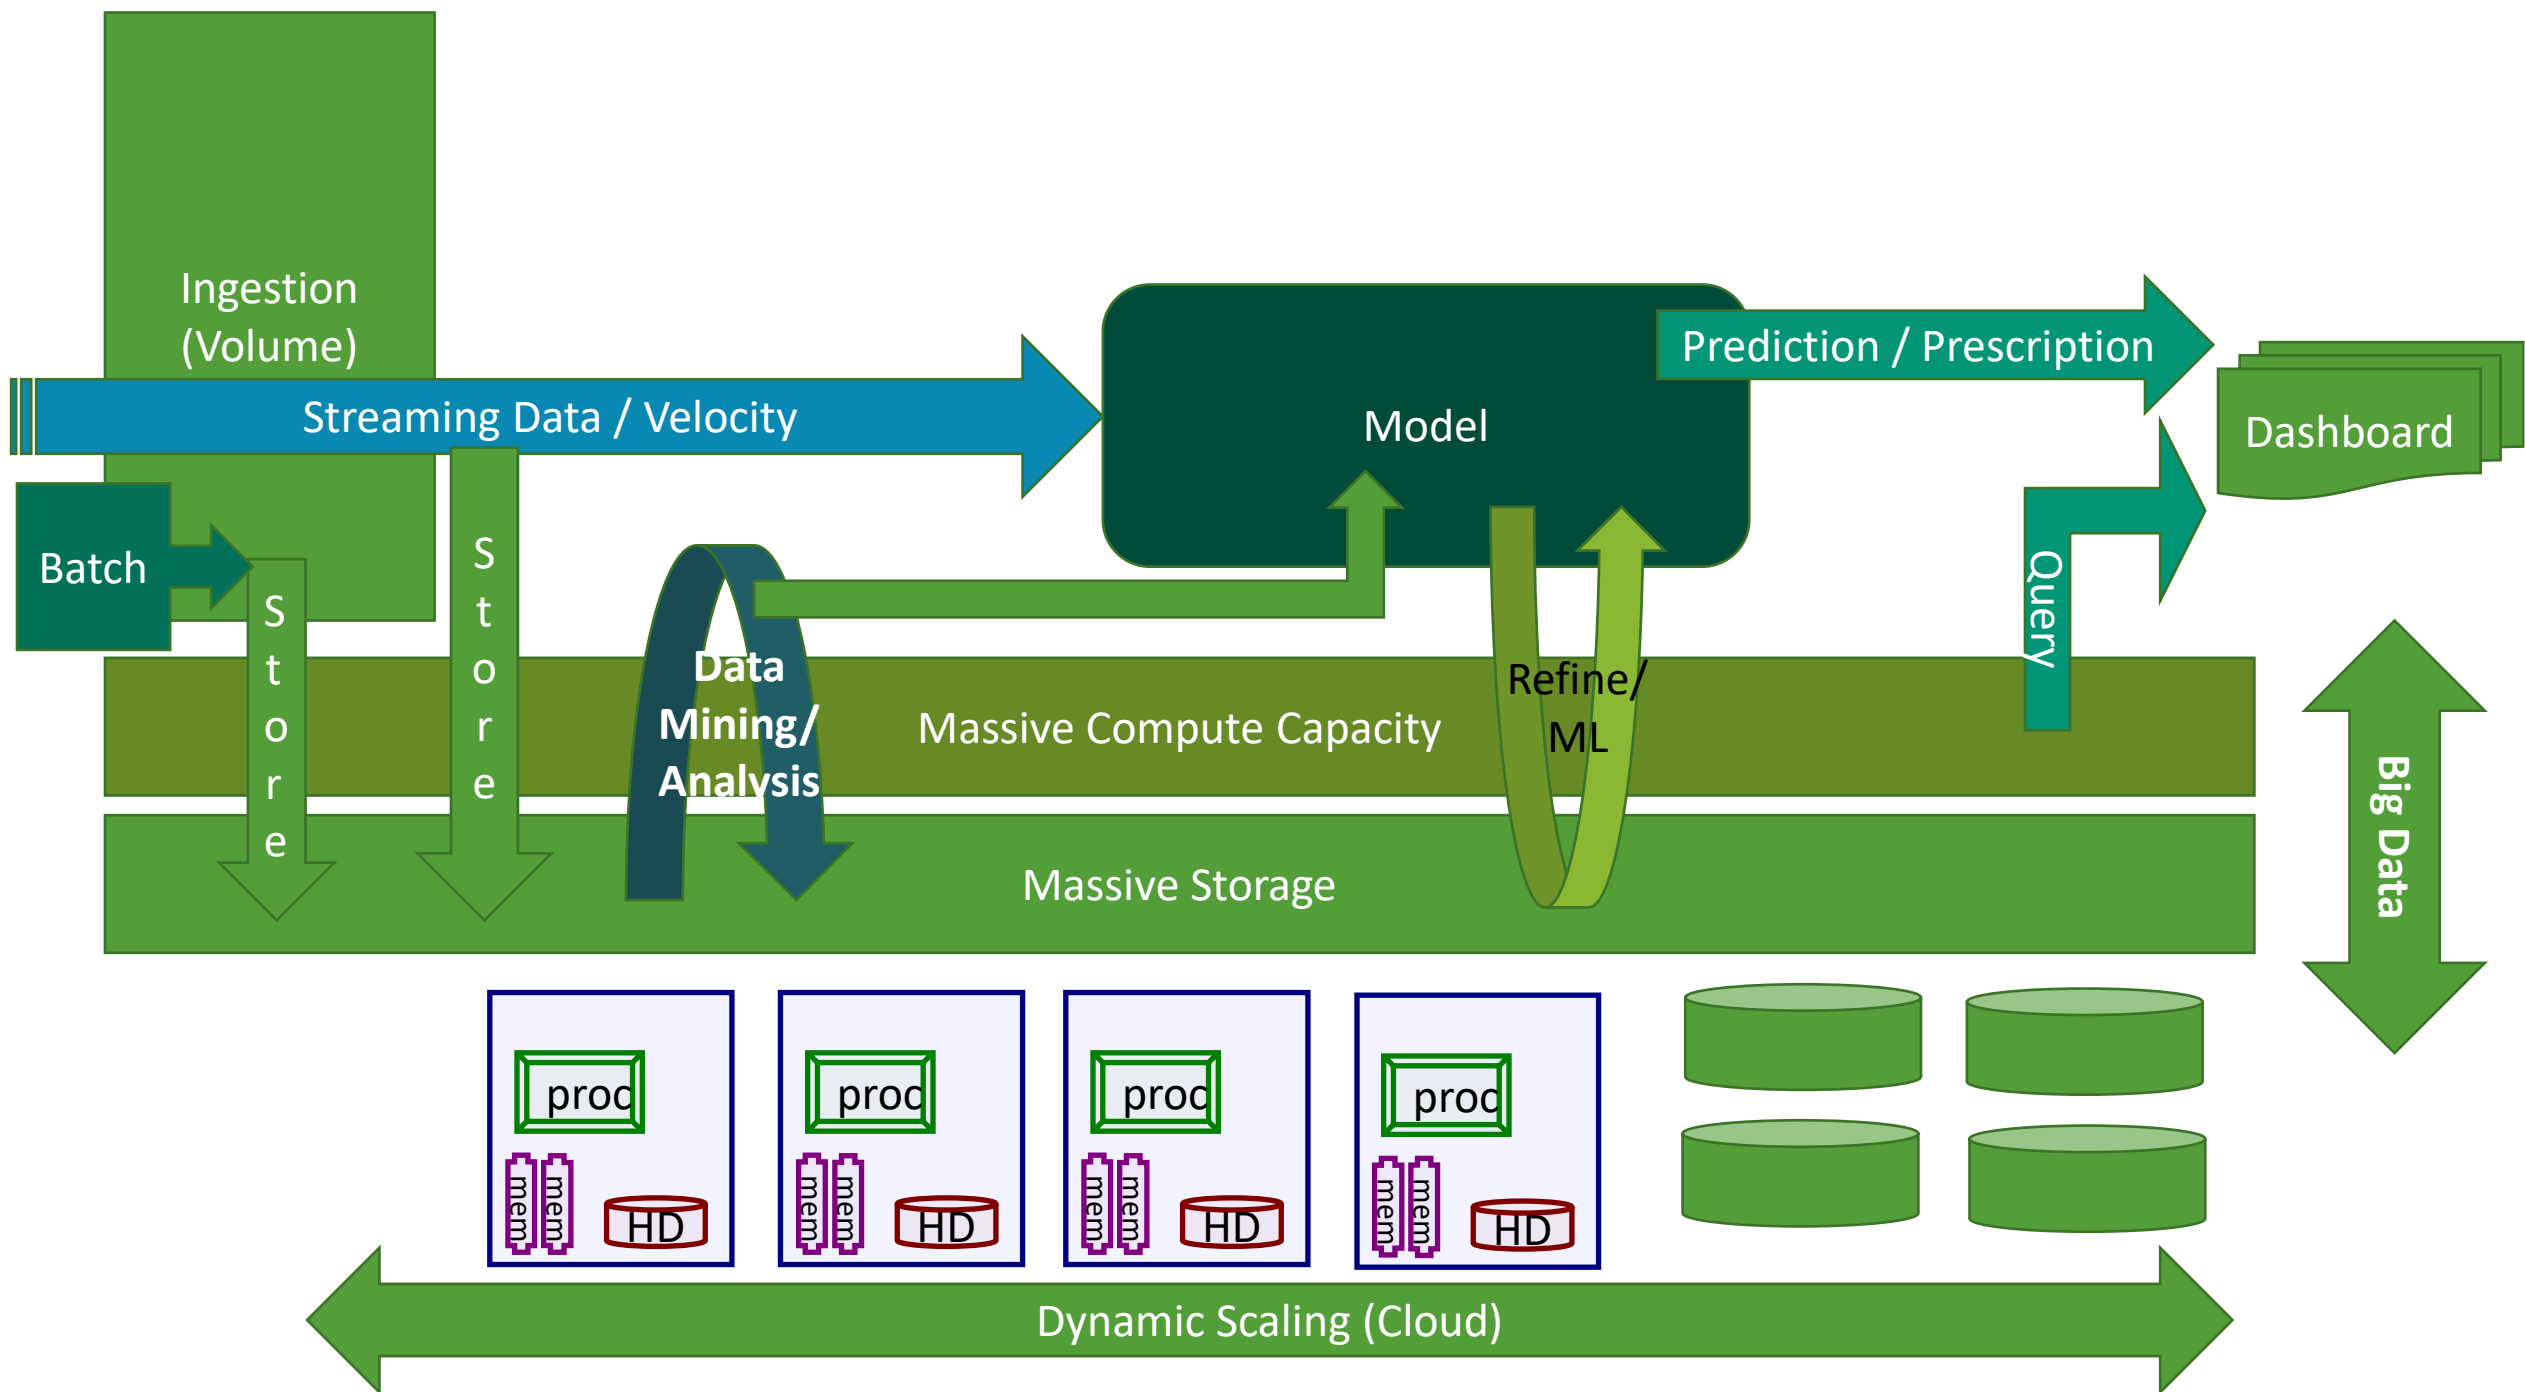 Ingestion
(Volume)
Streaming Data / Velocity
Model
Prediction / Prescription
Dashboard
Batch
Store
Store
Query
Data
Mining/
Analysis
Massive Compute Capacity
Refine/
ML
Big Data
Massive Storage
proc
mem
mem
HD
proc
mem
mem
HD
proc
mem
mem
HD
proc
mem
mem
HD
Dynamic Scaling (Cloud)